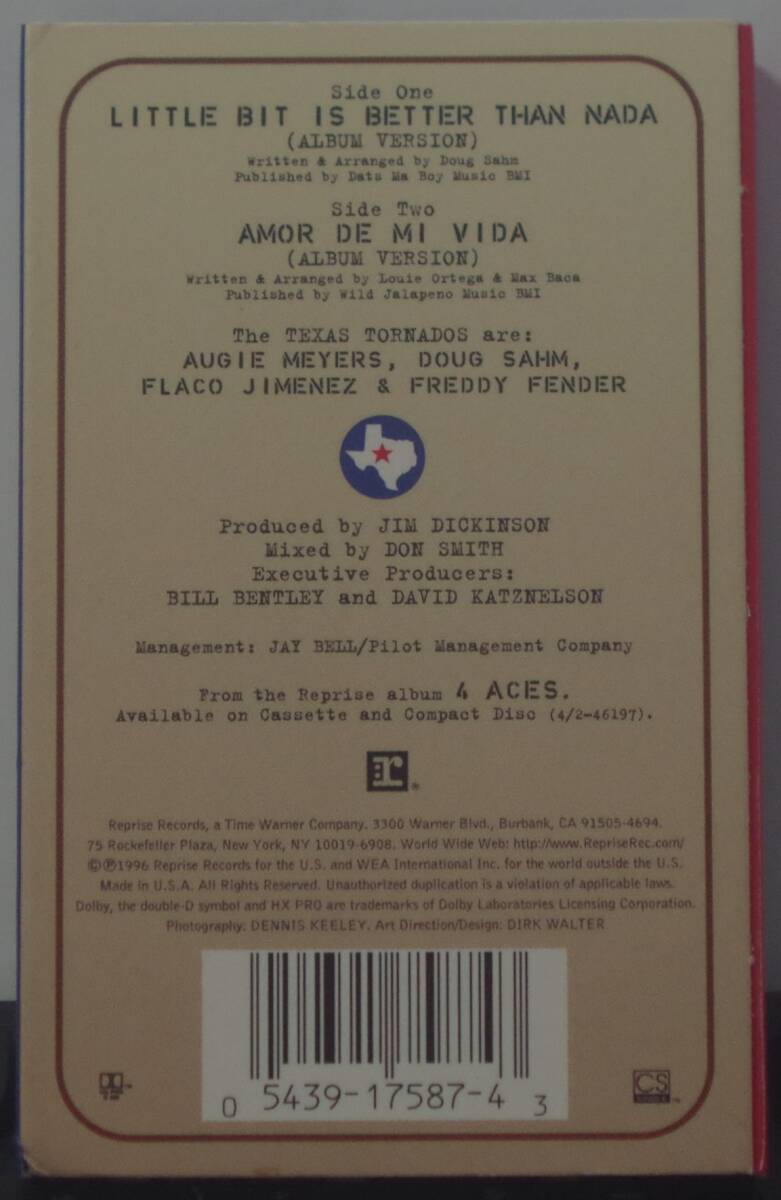 Side One
LITTLE BIT IS BETTER THAN NADA
(ALBUM VERSION)
Written & Arranged by Doug Sahm
Published by Dats Ma Boy Music BMI
Side Two
AMOR DE MI VIDA
(ALBUM VERSION)
Written & Arranged by Louie Ortega & Max Baca
Published by Wild Jalapeno Music BMI
The TEXAS TORNADOS are:
AUGIE MEYERS, DOUG SAHM,
FLACO JIMENEZ & FREDDY FENDER
Produced by JIM DICKINSON
Mixed by DON SMITH
Executive Producers:
BILL BENTLEY and DAVID KATZNELSON
Management: JAY BELL/Pilot Management Company
From the Reprise album 4 ACES.
Available on Cassette and Compact Disc (4/2-46197).
r®
Reprise Records, a Time Warner Company. 3300 Warner Blvd., Burbank, CA 91505-4694.
75 Rockefeller Plaza, New York, NY 10019-6908. World Wide Web: http://www.RepriseRec.com/
©℗1996 Reprise Records for the U.S. and WEA International Inc. for the world outside the U.S.
Made in U.S.A. All Rights Reserved. Unauthorized duplication is a violation of applicable laws.
Dolby, the double-D symbol and HX PRO are trademarks of Dolby Laboratories Licensing Corporation.
Photography: DENNIS KEELEY. Art Direction/Design: DIRK WALTER
0 5439-17587-4 3
CS